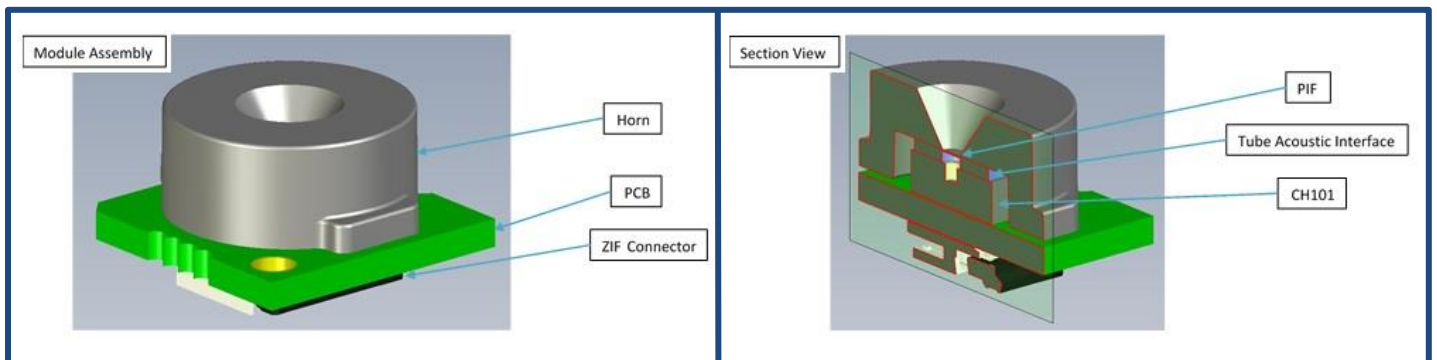 Module Assembly
Horn
PCB
ZIF Connector
Section View
PIF
Tube Acoustic Interface
CH101